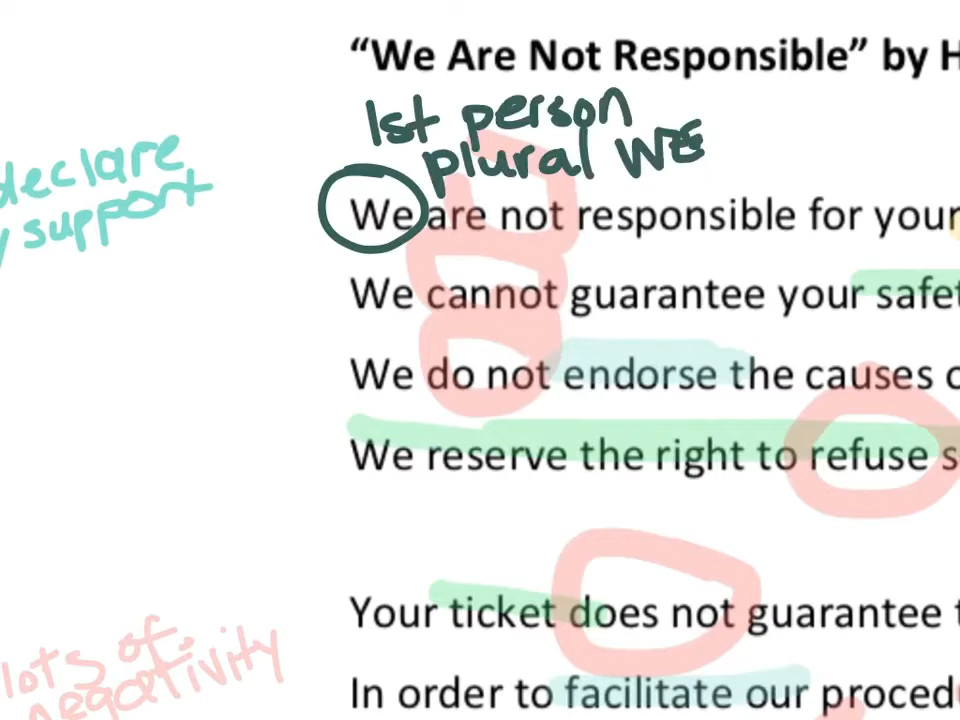 “We Are Not Responsible” by H
1st person
plural WE
declare
support
We are not responsible for your
We cannot guarantee your safet
We do not endorse the causes o
We reserve the right to refuse s
Your ticket does not guarantee t
lots of
negativity
In order to facilitate our proced